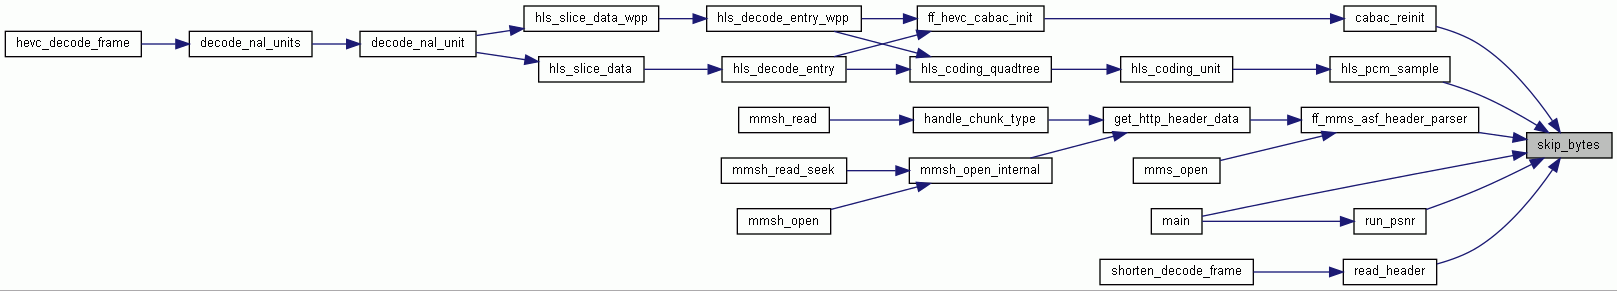 hls_slice_data_wpp
hls_decode_entry_wpp
ff_hevc_cabac_init
cabac_reinit
hevc_decode_frame
decode_nal_units
decode_nal_unit
hls_slice_data
hls_decode_entry
hls_coding_quadtree
hls_coding_unit
hls_pcm_sample
mmsh_read
handle_chunk_type
get_http_header_data
ff_mms_asf_header_parser
skip_bytes
mmsh_read_seek
mmsh_open_internal
mms_open
mmsh_open
main
run_psnr
shorten_decode_frame
read_header